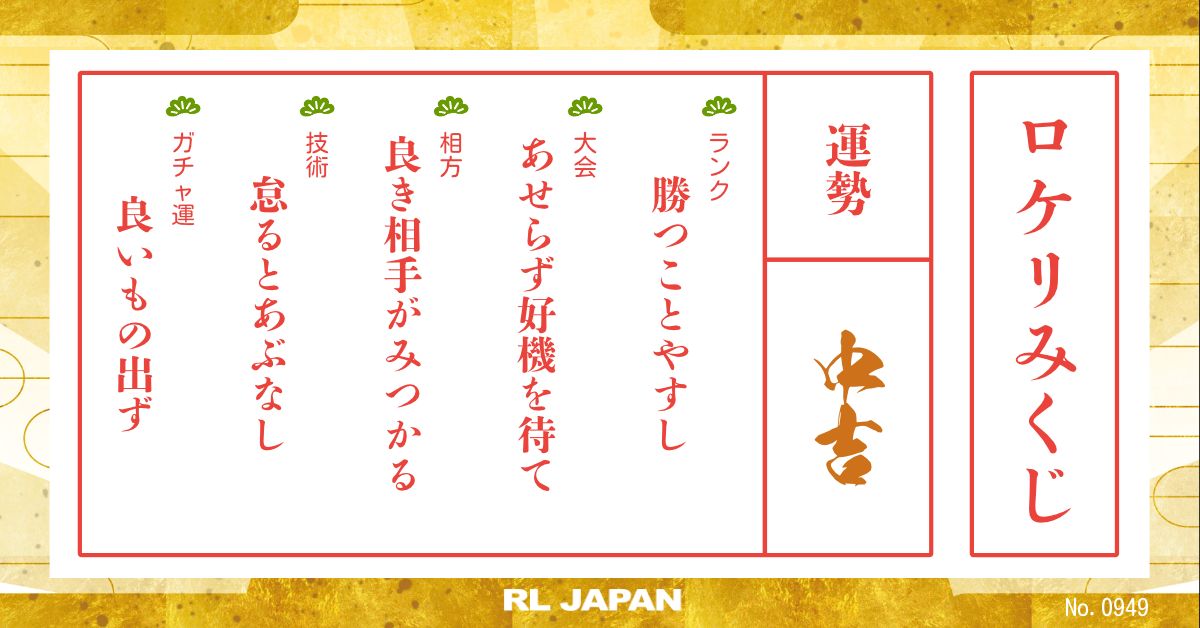 ロケリみくじ
運勢
中吉
ランク
勝つことやすし
大会
あせらず好機を待て
相方
良き相手がみつかる
技術
怠るとあぶなし
ガチャ運
良いもの出ず
RL JAPAN
No. 0949